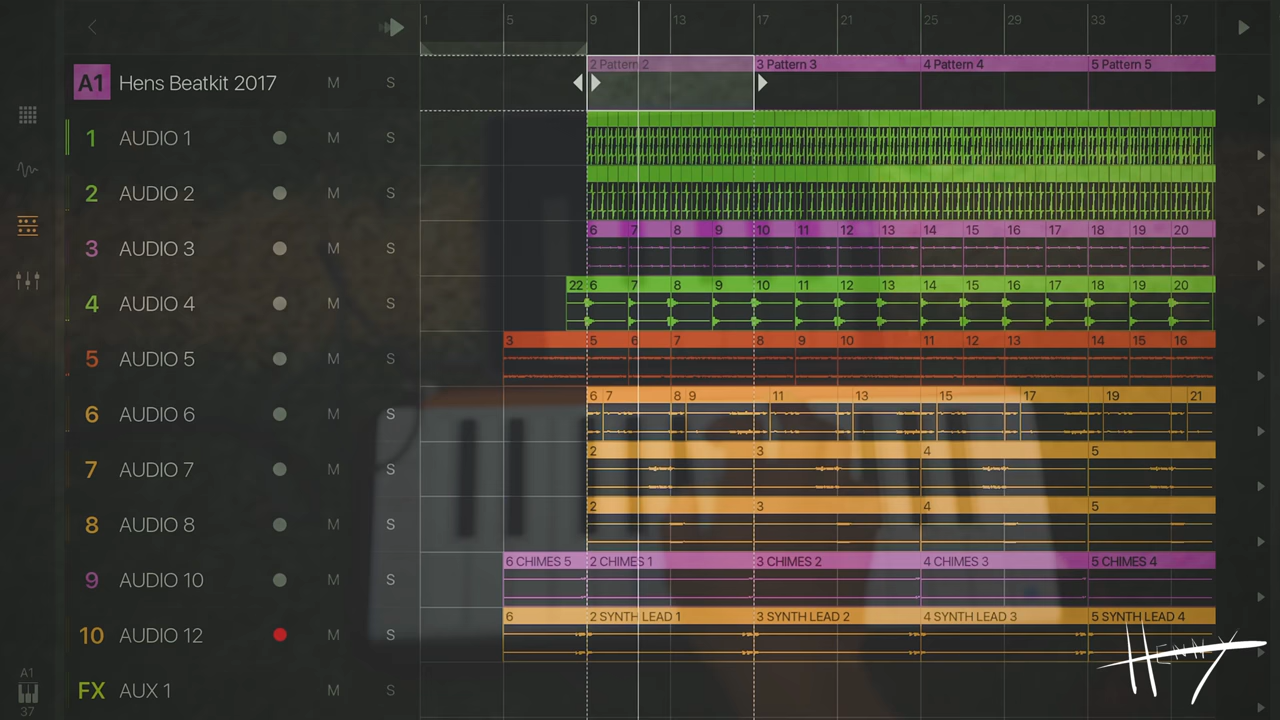 1 5 9 13 17 21 25 29 33 37
A1 Hens Beatkit 2017 M S 2 Pattern 2 3 Pattern 3 4 Pattern 4 5 Pattern 5
1 AUDIO 1 M S
2 AUDIO 2 M S
3 AUDIO 3 M S 6 7 8 9 10 11 12 13 14 15 16 17 18 19 20
4 AUDIO 4 M S 22 6 7 8 9 10 11 12 13 14 15 16 17 18 19 20
5 AUDIO 5 M S 3 5 6 7 8 9 10 11 12 13 14 15 16
6 AUDIO 6 M S 6 7 8 9 11 13 15 17 19 21
7 AUDIO 7 M S 2 3 4 5
8 AUDIO 8 M S 2 3 4 5
9 AUDIO 10 M S 6 CHIMES 5 2 CHIMES 1 3 CHIMES 2 4 CHIMES 3 5 CHIMES 4
10 AUDIO 12 M S 6 2 SYNTH LEAD 1 3 SYNTH LEAD 2 4 SYNTH LEAD 3 5 SYNTH LEAD 4
HENNY
A1
FX AUX 1 M S
37